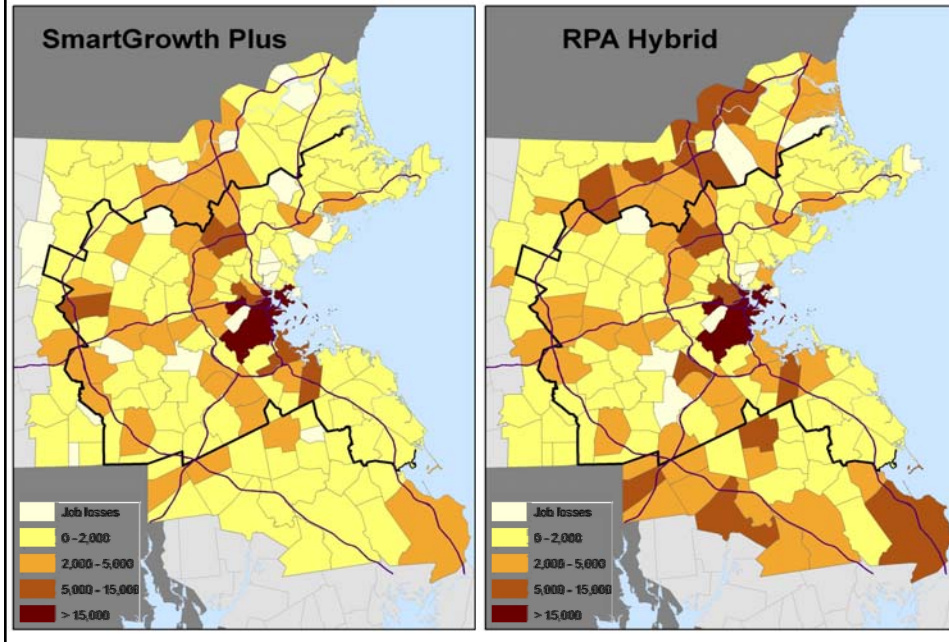 SmartGrowth Plus
Job losses
0 - 2,000
2,000 - 5,000
5,000 - 15,000
> 15,000
RPA Hybrid
Job losses
0 - 2,000
2,000 - 5,000
5,000 - 15,000
> 15,000